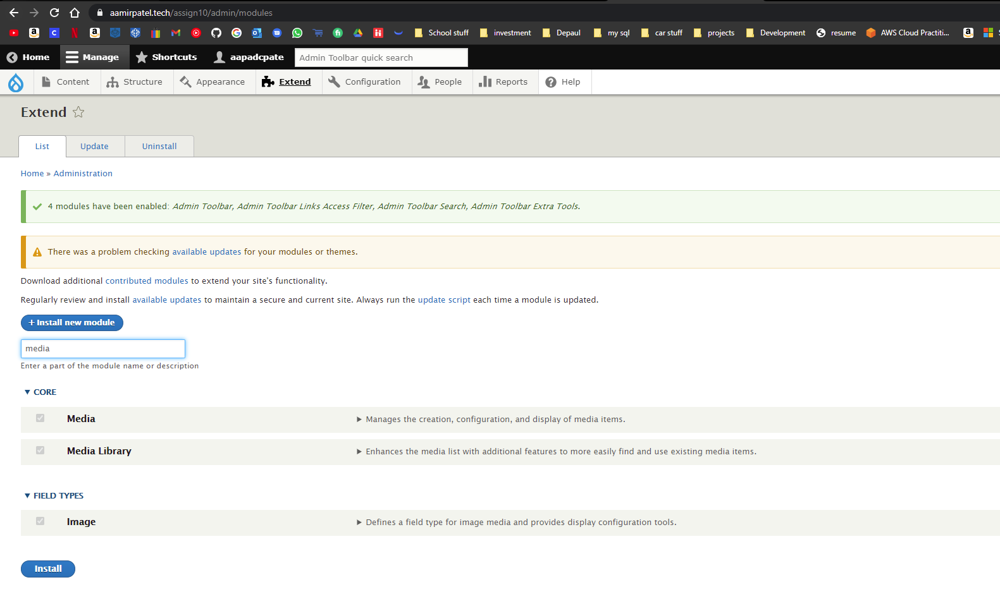 aamirpatel.tech/assign10/admin/modules
School stuff investment Depaul my sql car stuff projects Development resume AWS Cloud Practiti...
Home Manage Shortcuts aapadcpate Admin Toolbar quick search
Content Structure Appearance Extend Configuration People Reports Help
Extend
List Update Uninstall
Home » Administration
4 modules have been enabled: Admin Toolbar, Admin Toolbar Links Access Filter, Admin Toolbar Search, Admin Toolbar Extra Tools.
There was a problem checking available updates for your modules or themes.
Download additional contributed modules to extend your site's functionality.
Regularly review and install available updates to maintain a secure and current site. Always run the update script each time a module is updated.
+ Install new module
media
Enter a part of the module name or description
▼ CORE
Media ► Manages the creation, configuration, and display of media items.
Media Library ► Enhances the media list with additional features to more easily find and use existing media items.
▼ FIELD TYPES
Image ► Defines a field type for image media and provides display configuration tools.
Install